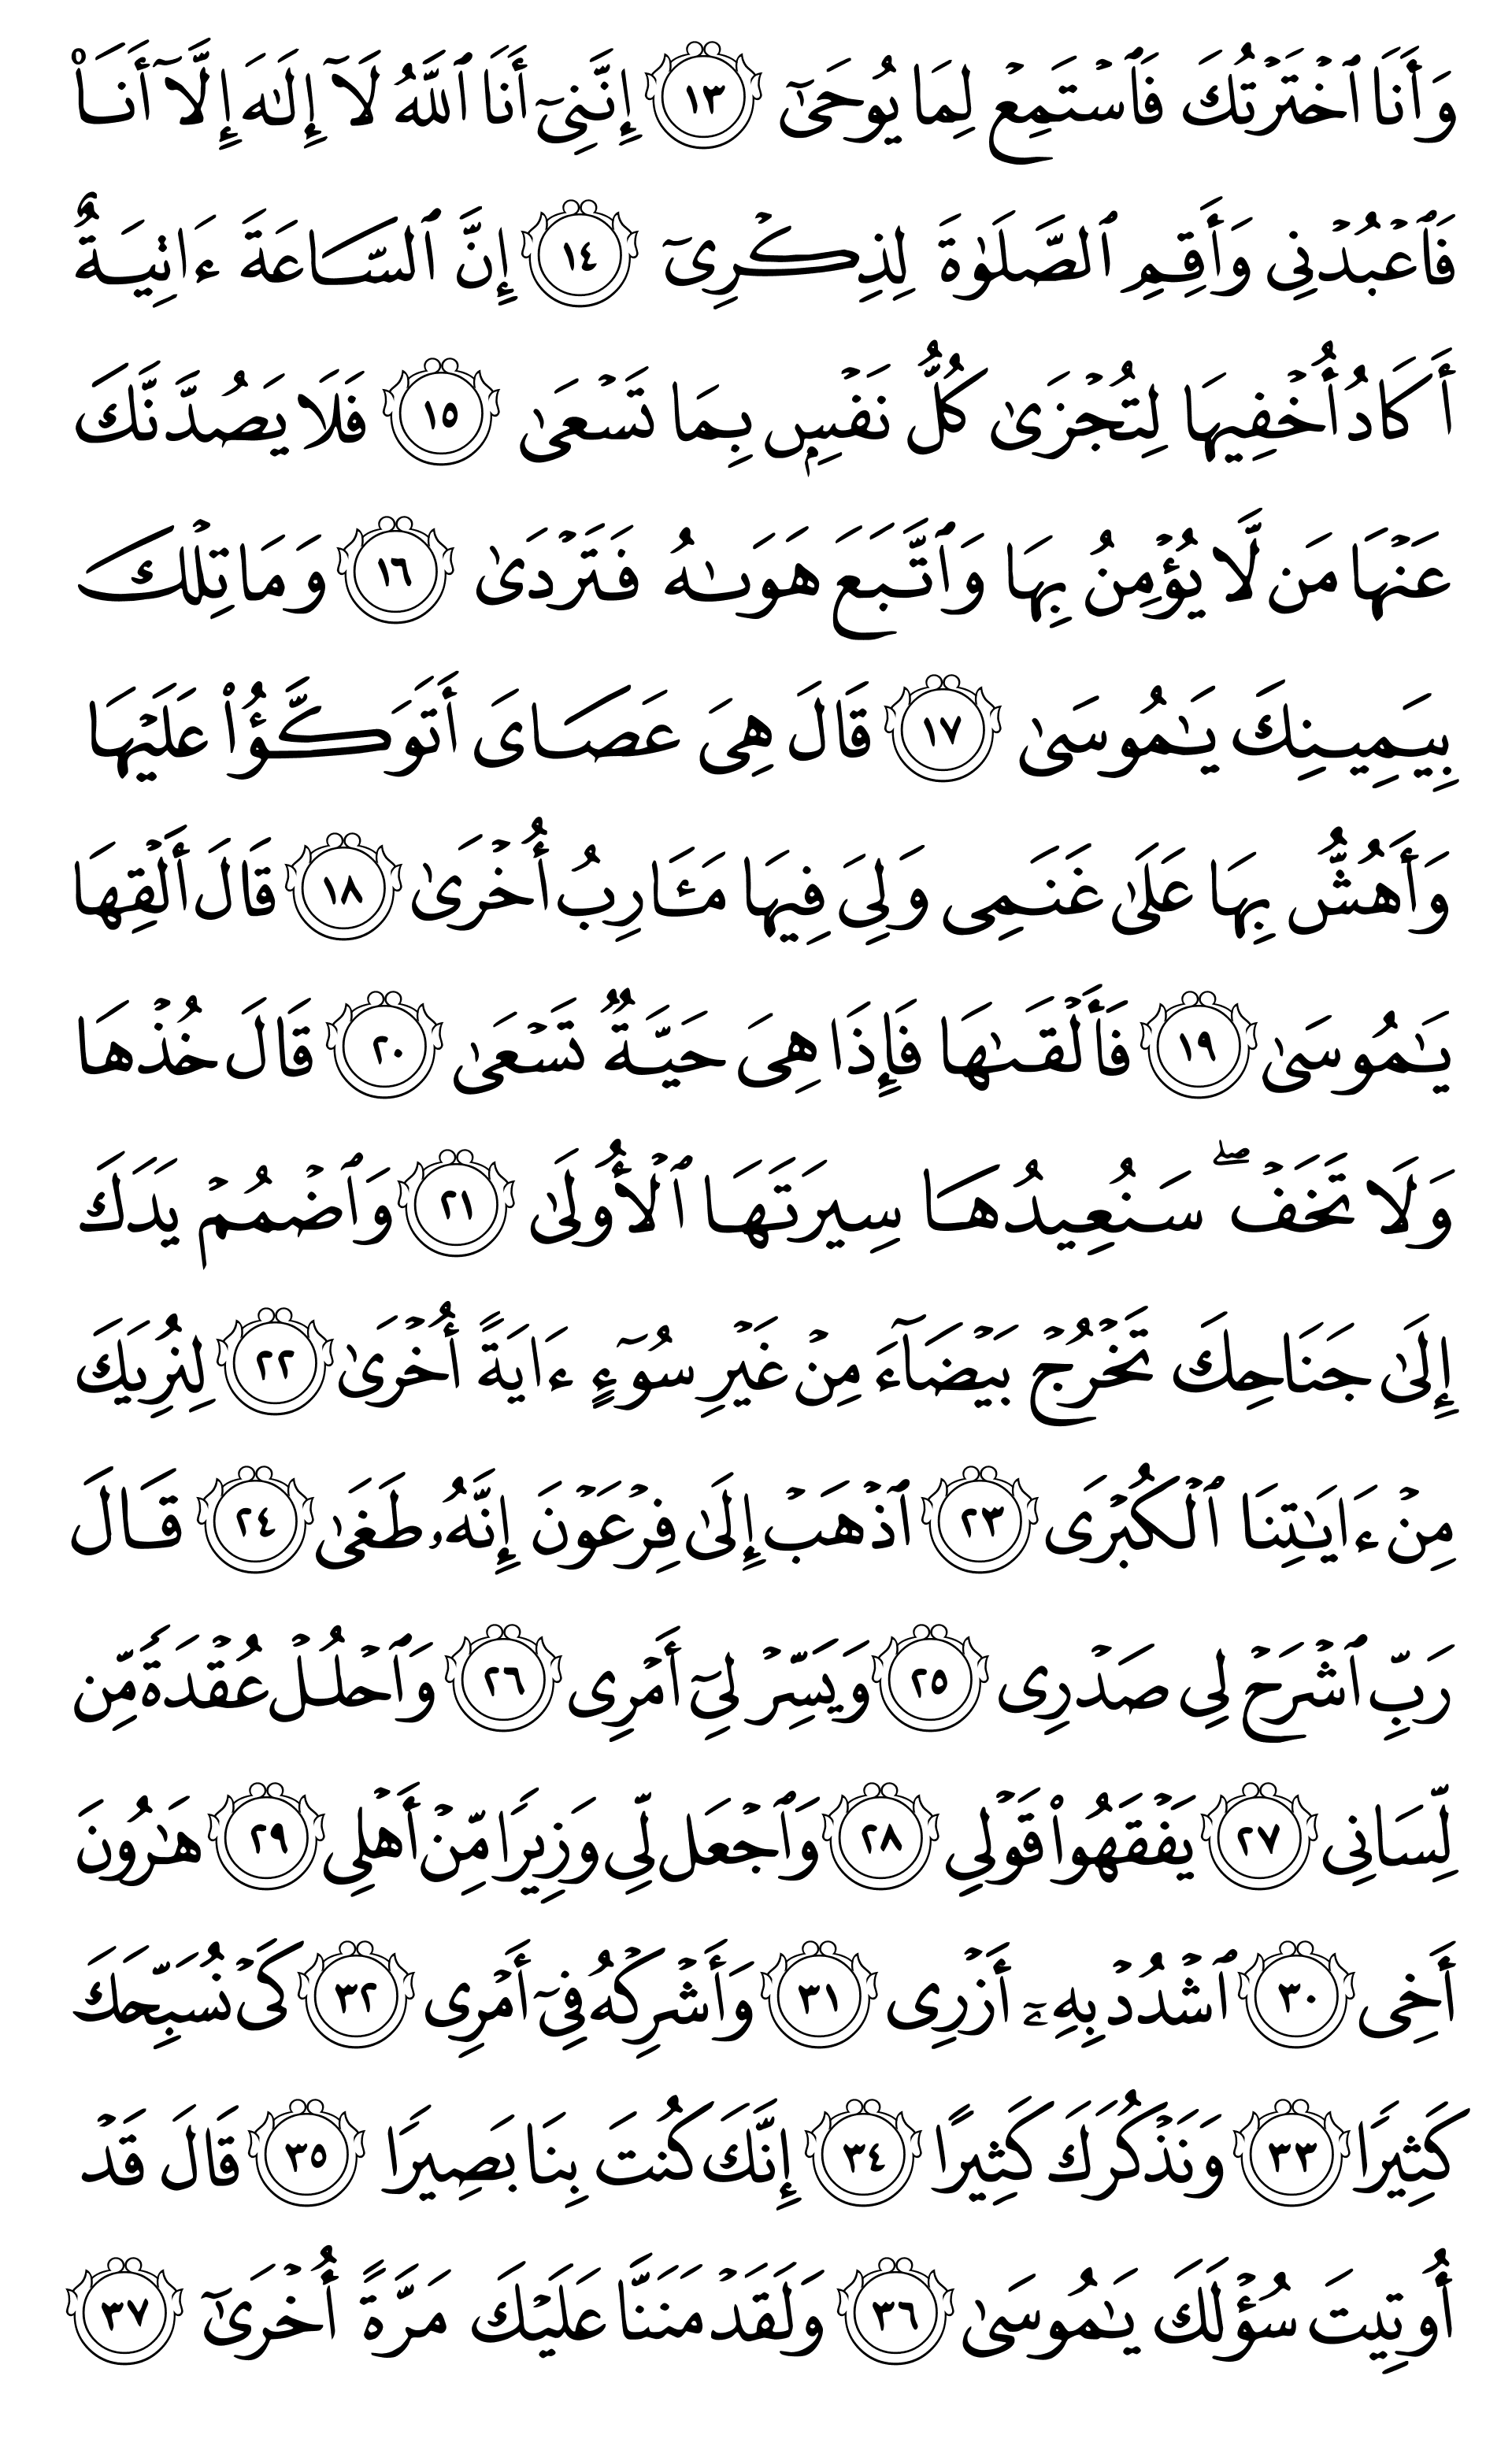 وَأَنَا ٱخۡتَرۡتُكَ فَٱسۡتَمِعۡ لِمَا يُوحَىٰٓ ١٣ إِنَّنِيٓ أَنَا ٱللَّهُ لَآ إِلَٰهَ إِلَّآ أَنَا۠
فَٱعۡبُدۡنِي وَأَقِمِ ٱلصَّلَوٰةَ لِذِكۡرِيٓ ١٤ إِنَّ ٱلسَّاعَةَ ءَاتِيَةٌ
أَكَادُ أُخۡفِيهَا لِتُجۡزَىٰ كُلُّ نَفۡسِۭ بِمَا تَسۡعَىٰ ١٥ فَلَا يَصُدَّنَّكَ
عَنۡهَا مَن لَّا يُؤۡمِنُ بِهَا وَٱتَّبَعَ هَوَىٰهُ فَتَرۡدَىٰ ١٦ وَمَا تِلۡكَ
بِيَمِينِكَ يَٰمُوسَىٰ ١٧ قَالَ هِيَ عَصَايَ أَتَوَكَّؤُاْ عَلَيۡهَا
وَأَهُشُّ بِهَا عَلَىٰ غَنَمِي وَلِيَ فِيهَا مَـَٔارِبُ أُخۡرَىٰ ١٨ قَالَ أَلۡقِهَا
يَٰمُوسَىٰ ١٩ فَأَلۡقَىٰهَا فَإِذَا هِيَ حَيَّةٞ تَسۡعَىٰ ٢٠ قَالَ خُذۡهَا
وَلَا تَخَفۡۖ سَنُعِيدُهَا سِيرَتَهَا ٱلۡأُولَىٰ ٢١ وَٱضۡمُمۡ يَدَكَ
إِلَىٰ جَنَاحِكَ تَخۡرُجۡ بَيۡضَآءَ مِنۡ غَيۡرِ سُوٓءٍ ءَايَةً أُخۡرَىٰ ٢٢ لِنُرِيَكَ
مِنۡ ءَايَٰتِنَا ٱلۡكُبۡرَى ٢٣ ٱذۡهَبۡ إِلَىٰ فِرۡعَوۡنَ إِنَّهُۥ طَغَىٰ ٢٤ قَالَ
رَبِّ ٱشۡرَحۡ لِي صَدۡرِي ٢٥ وَيَسِّرۡ لِيٓ أَمۡرِي ٢٦ وَٱحۡلُلۡ عُقۡدَةٗ مِّن
لِّسَانِي ٢٧ يَفۡقَهُواْ قَوۡلِي ٢٨ وَٱجۡعَل لِّي وَزِيرٗا مِّنۡ أَهۡلِي ٢٩ هَٰرُونَ
أَخِي ٣٠ ٱشۡدُدۡ بِهِۦٓ أَزۡرِي ٣١ وَأَشۡرِكۡهُ فِيٓ أَمۡرِي ٣٢ كَيۡ نُسَبِّحَكَ
كَثِيرٗا ٣٣ وَنَذۡكُرَكَ كَثِيرًا ٣٤ إِنَّكَ كُنتَ بِنَا بَصِيرٗا ٣٥ قَالَ قَدۡ
أُوتِيتَ سُؤۡلَكَ يَٰمُوسَىٰ ٣٦ وَلَقَدۡ مَنَنَّا عَلَيۡكَ مَرَّةً أُخۡرَىٰٓ ٣٧